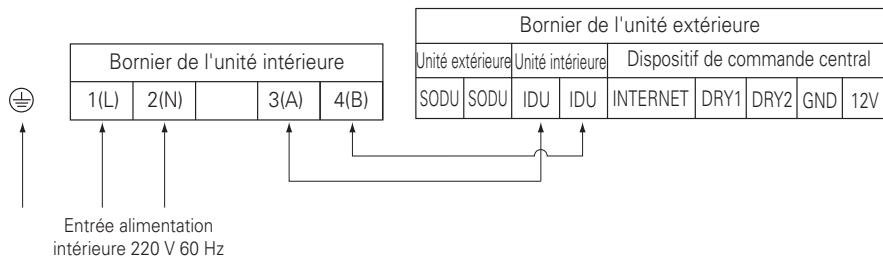 Bornier de l'unité extérieure
Bornier de l'unité intérieure
Unité extérieure Unité intérieure Dispositif de commande central
1(L) 2(N) 3(A) 4(B)
SODU SODU IDU IDU INTERNET DRY1 DRY2 GND 12V
Entrée alimentation
intérieure 220 V 60 Hz